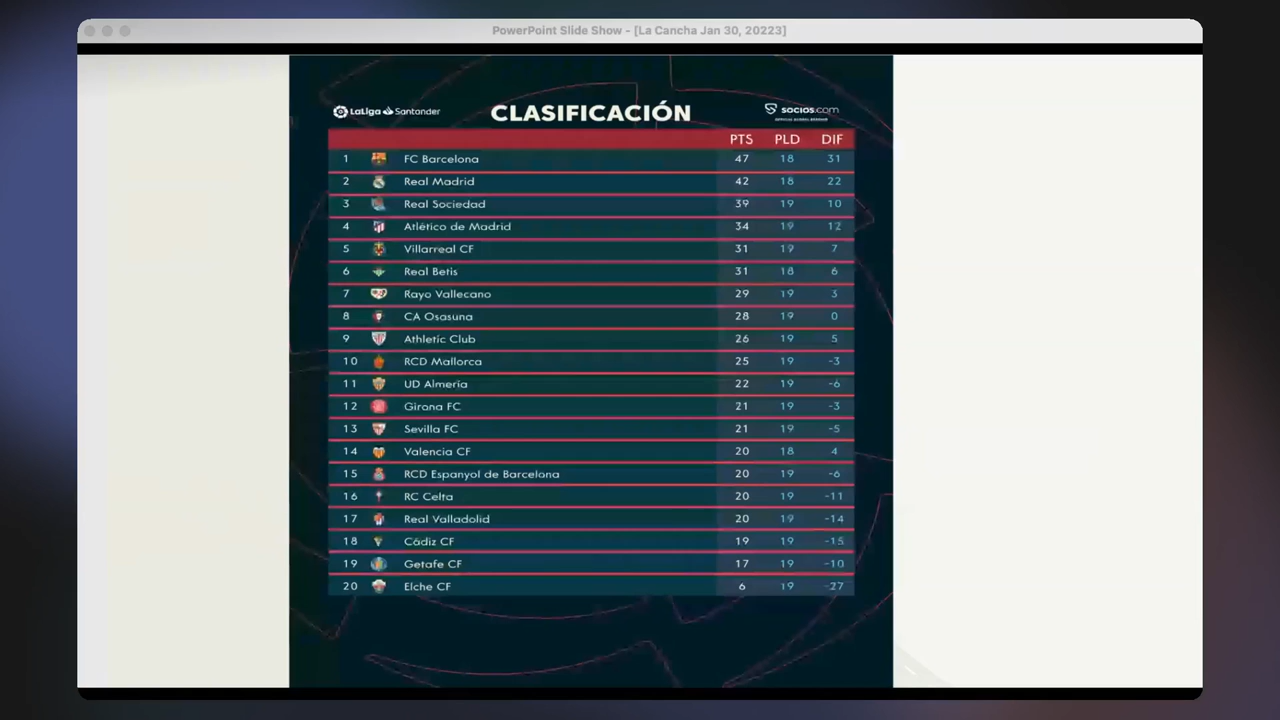 PowerPoint Slide Show - [La Cancha Jan 30, 20223]
LaLiga Santander CLASIFICACIÓN SOCIOS.COM
PTS PLD DIF
1 FC Barcelona 47 18 31
2 Real Madrid 42 18 22
3 Real Sociedad 39 19 10
4 Atlético de Madrid 34 19 12
5 Villarreal CF 31 19 7
6 Real Betis 31 18 6
7 Rayo Vallecano 29 19 3
8 CA Osasuna 28 19 0
9 Athletic Club 26 19 5
10 RCD Mallorca 25 19 -3
11 UD Almería 22 19 -6
12 Girona FC 21 19 -3
13 Sevilla FC 21 19 -5
14 Valencia CF 20 18 4
15 RCD Espanyol de Barcelona 20 19 -6
16 RC Celta 20 19 -11
17 Real Valladolid 20 19 -14
18 Cádiz CF 19 19 -15
19 Getafe CF 17 19 -10
20 Elche CF 6 19 -27